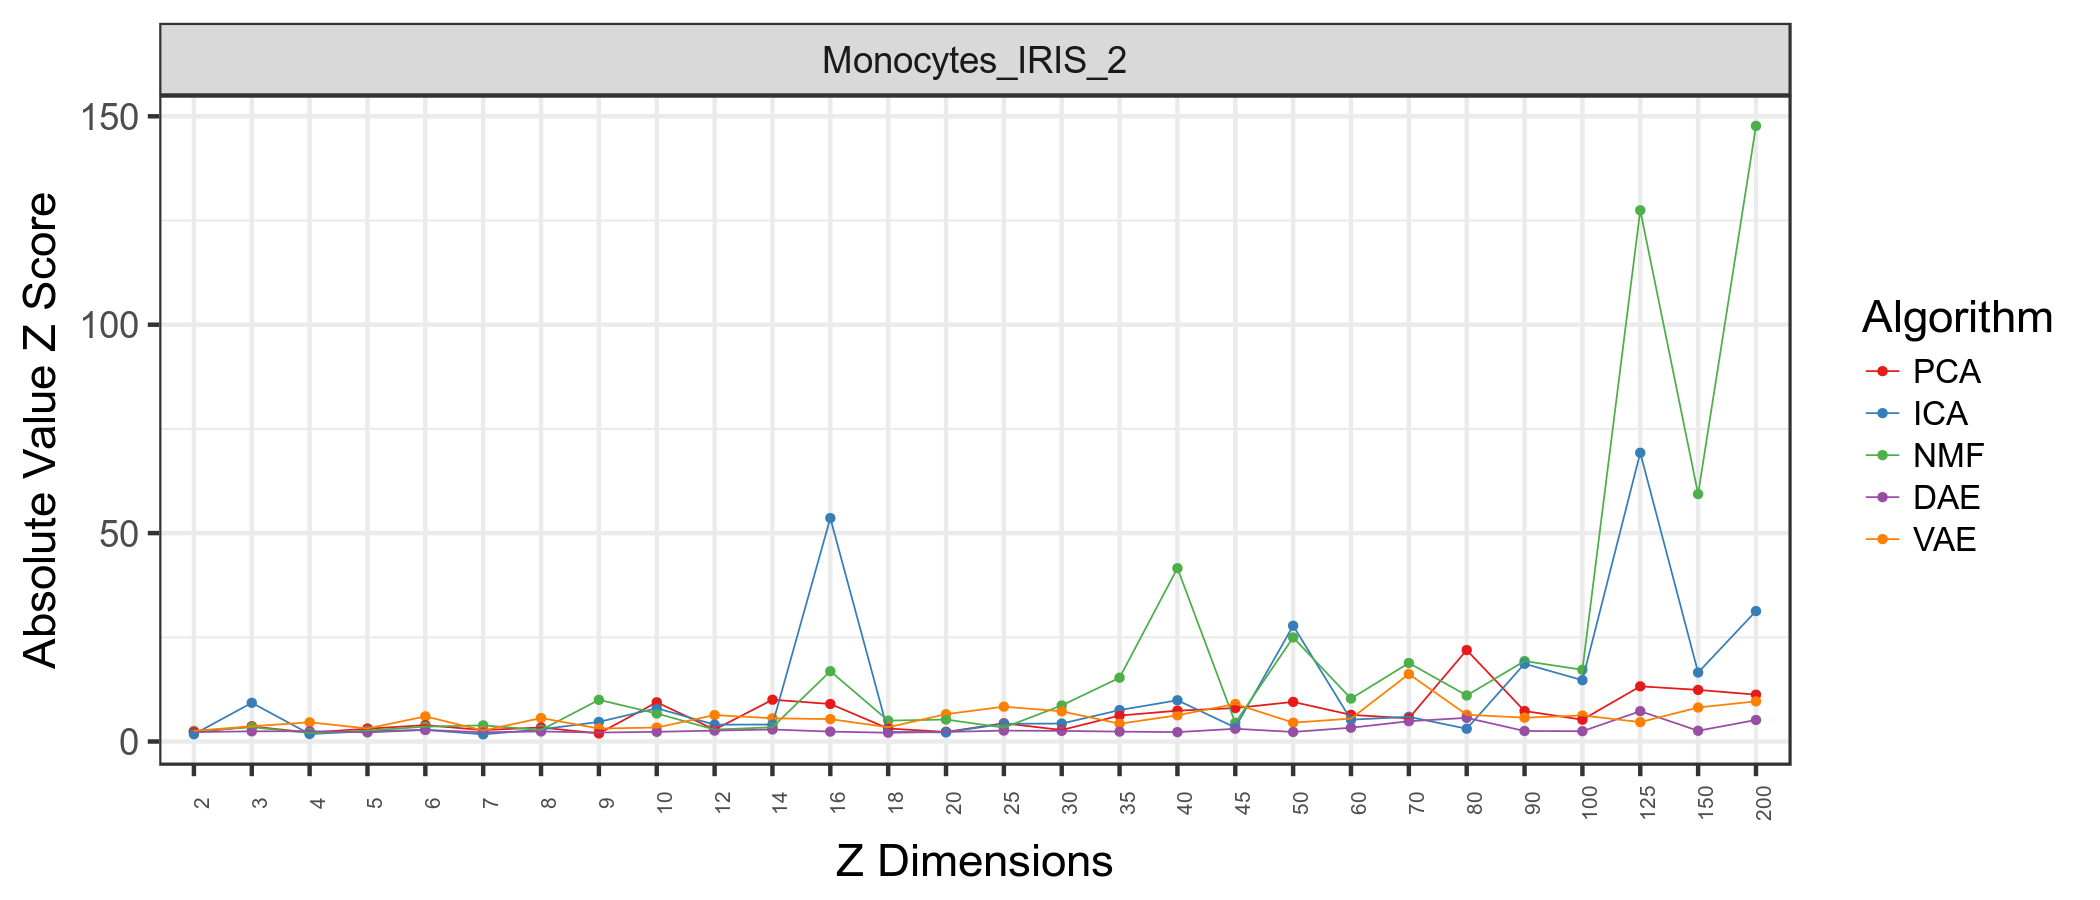 Monocytes_IRIS_2
Absolute Value Z Score
150
100
50
0
2 3 4 5 6 7 8 9 10 12 14 16 18 20 25 30 35 40 45 50 60 70 80 90 100 125 150 200
Z Dimensions
Algorithm
PCA
ICA
NMF
DAE
VAE